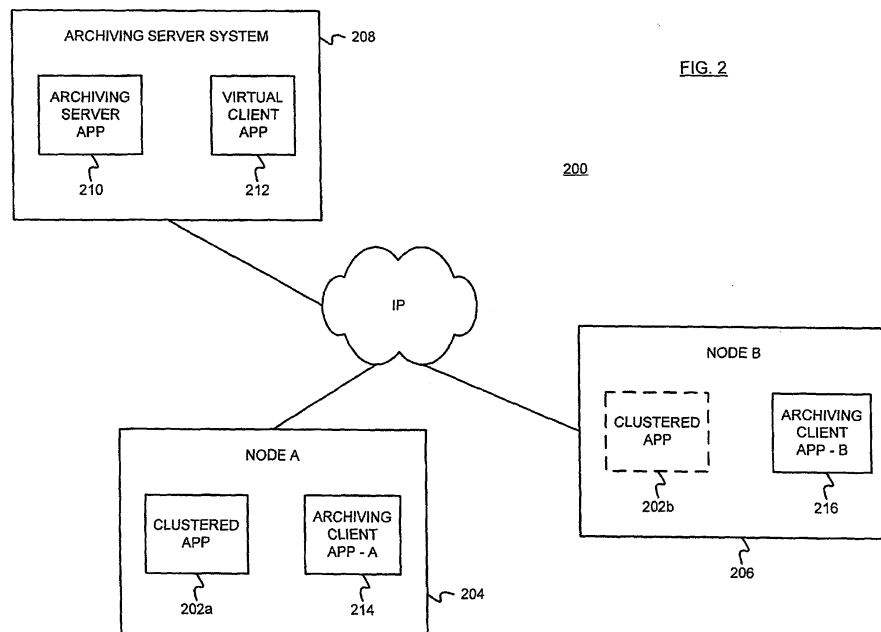 ARCHIVING SERVER SYSTEM
208
FIG. 2
ARCHIVING
SERVER
APP
VIRTUAL
CLIENT
APP
210
212
200
IP
NODE B
CLUSTERED
APP
ARCHIVING
CLIENT
APP - B
202b
216
206
NODE A
CLUSTERED
APP
ARCHIVING
CLIENT
APP - A
202a
214
204